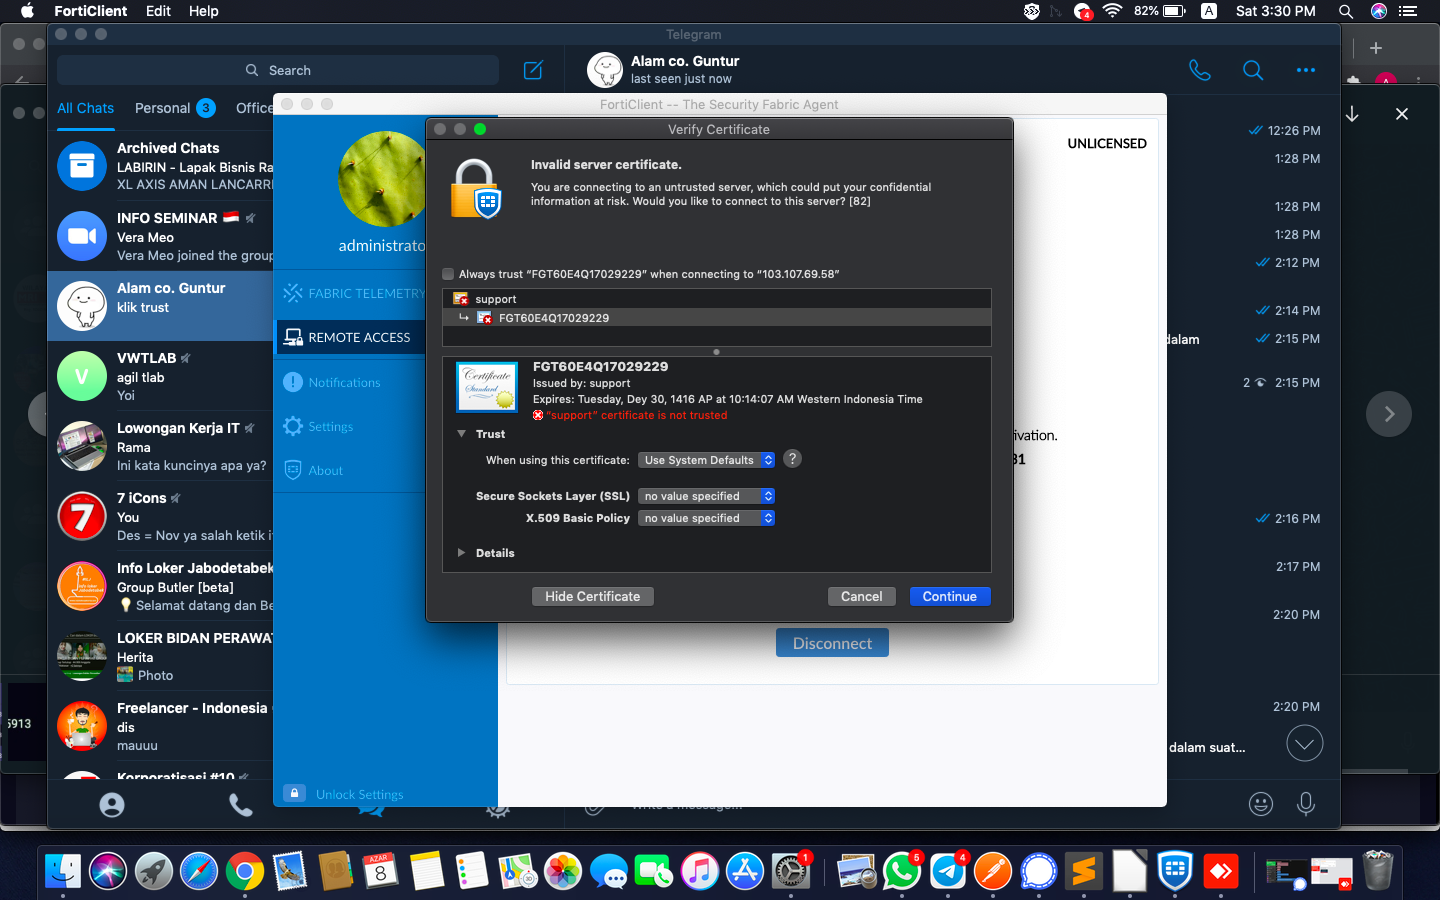 FortiClient Edit Help
4 82% A Sat 3:30 PM
Telegram
Search
Alam co. Guntur
last seen just now
All Chats Personal 3 Office
FortiClient -- The Security Fabric Agent
Archived Chats
LABIRIN - Lapak Bisnis Ra
XL AXIS AMAN LANCARR
INFO SEMINAR
Vera Meo
Vera Meo joined the group
Alam co. Guntur
klik trust
V
VWTLAB
agil tlab
Yoi
Lowongan Kerja IT
Rama
Ini kata kuncinya apa ya?
7
7 iCons
You
Des = Nov ya salah ketik i
Info Loker Jabodetabek
Group Butler [beta]
Selamat datang dan Be
LOKER BIDAN PERAWA
Herita
Photo
Freelancer - Indonesia
dis
mauuu
Korporatisasi #10
5913
administrato
FABRIC TELEMETRY
REMOTE ACCESS
Notifications
Settings
About
Unlock Settings
UNLICENSED
Verify Certificate
Invalid server certificate.
You are connecting to an untrusted server, which could put your confidential
information at risk. Would you like to connect to this server? [82]
Always trust “FGT60E4Q17029229” when connecting to “103.107.69.58”
support
FGT60E4Q17029229
Certificate
Standard
FGT60E4Q17029229
Issued by: support
Expires: Tuesday, Dey 30, 1416 AP at 10:14:07 AM Western Indonesia Time
“support” certificate is not trusted
Trust
When using this certificate: Use System Defaults ?
Secure Sockets Layer (SSL) no value specified
X.509 Basic Policy no value specified
Details
Hide Certificate Cancel Continue
ivation.
31
Disconnect
12:26 PM
1:28 PM
1:28 PM
1:28 PM
2:12 PM
2:14 PM
dalam 2:15 PM
2 2:15 PM
2:16 PM
2:17 PM
2:20 PM
2:20 PM
dalam suat...
Write a message...
AZAR
8
1
5
4